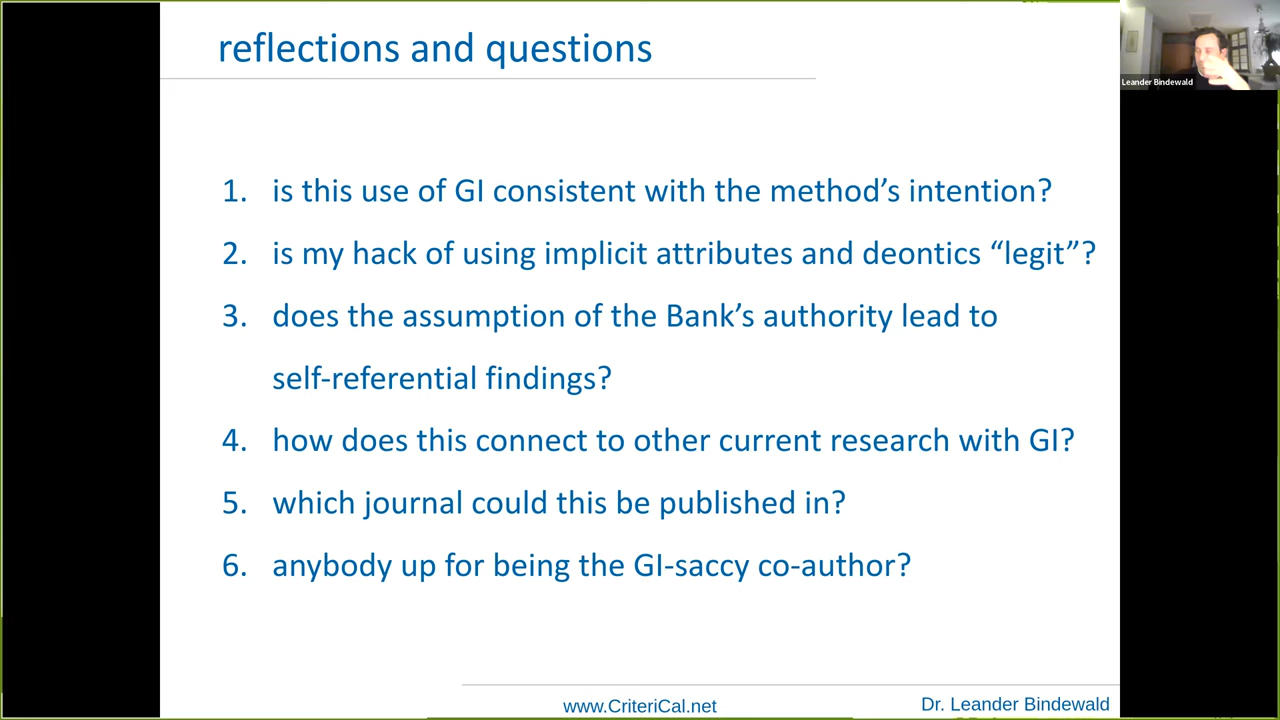 reflections and questions
Leander Bindewald
1. is this use of GI consistent with the method’s intention?
2. is my hack of using implicit attributes and deontics “legit”?
3. does the assumption of the Bank’s authority lead to
self-referential findings?
4. how does this connect to other current research with GI?
5. which journal could this be published in?
6. anybody up for being the GI-saccy co-author?
www.CriteriCal.net
Dr. Leander Bindewald